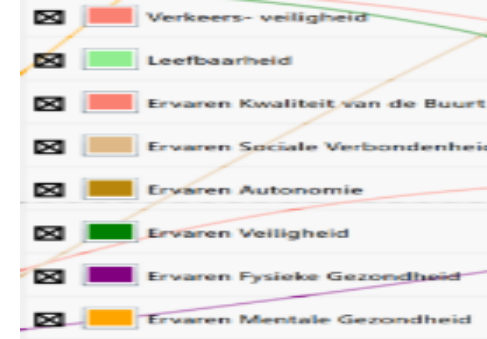 Verkeers- veiligheid
Leefbaarheid
Ervaren Kwaliteit van de Buurt
Ervaren Sociale Verbondenheid
Ervaren Autonomie
Ervaren Veiligheid
Ervaren Fysieke Gezondheid
Ervaren Mentale Gezondheid